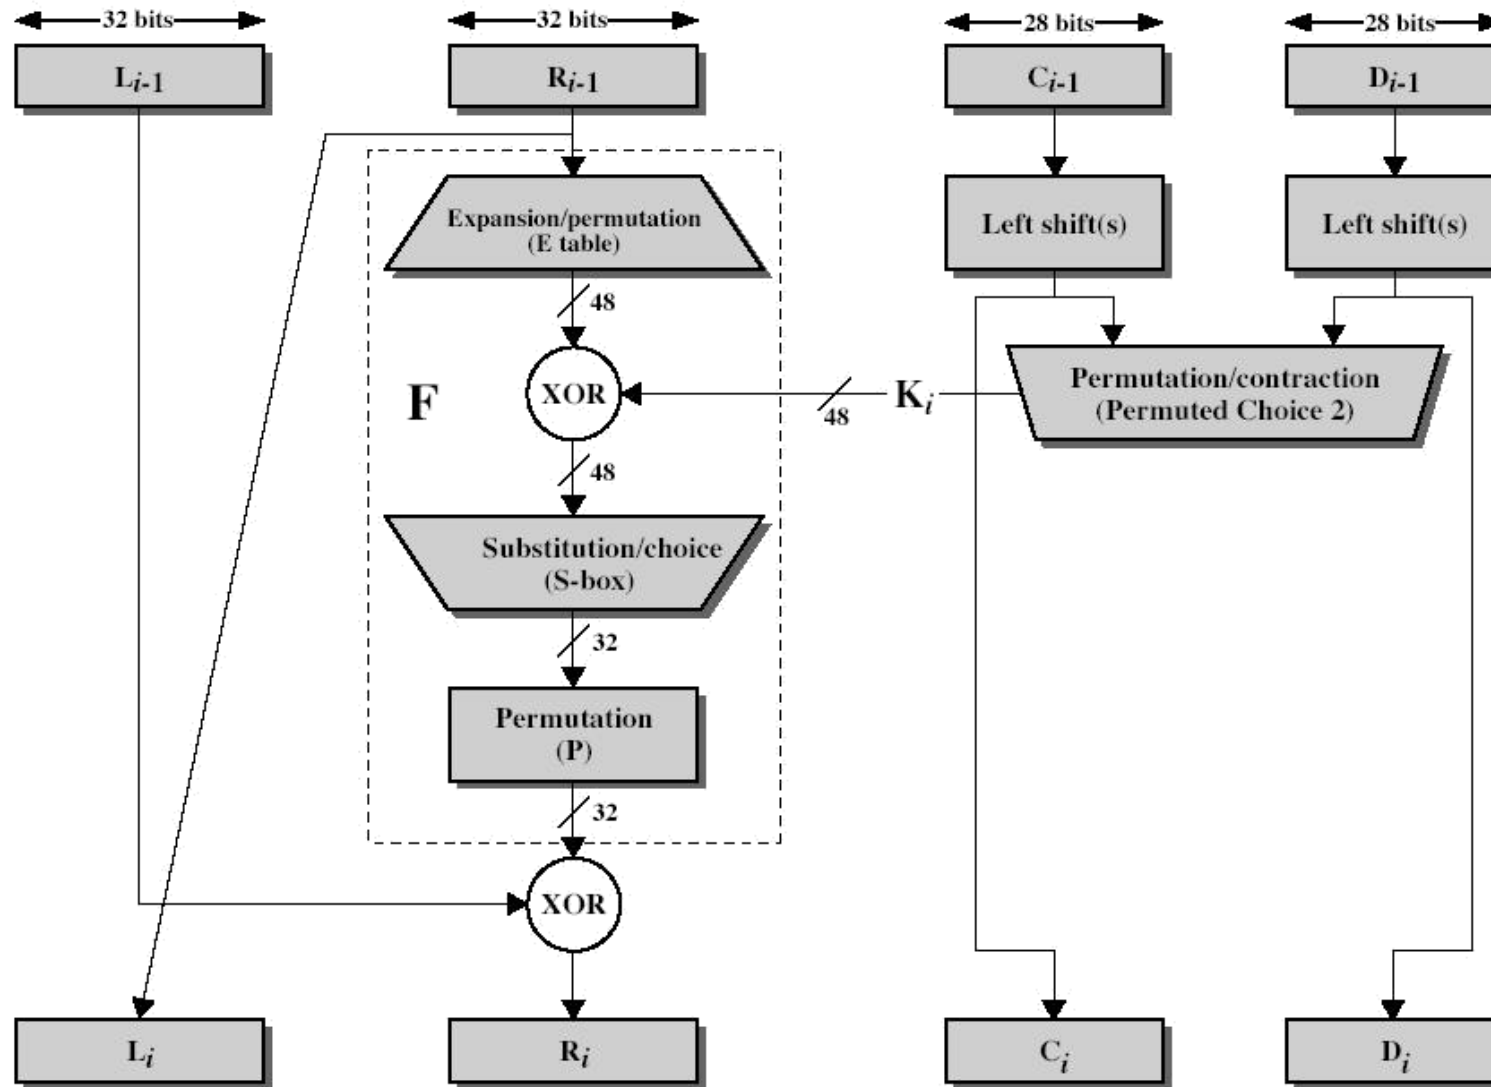 32 bits
32 bits
28 bits
28 bits
Li-1
Ri-1
Ci-1
Di-1
Expansion/permutation
(E table)
Left shift(s)
Left shift(s)
48
F
XOR
48
Ki
Permutation/contraction
(Permuted Choice 2)
48
Substitution/choice
(S-box)
32
Permutation
(P)
32
XOR
Li
Ri
Ci
Di